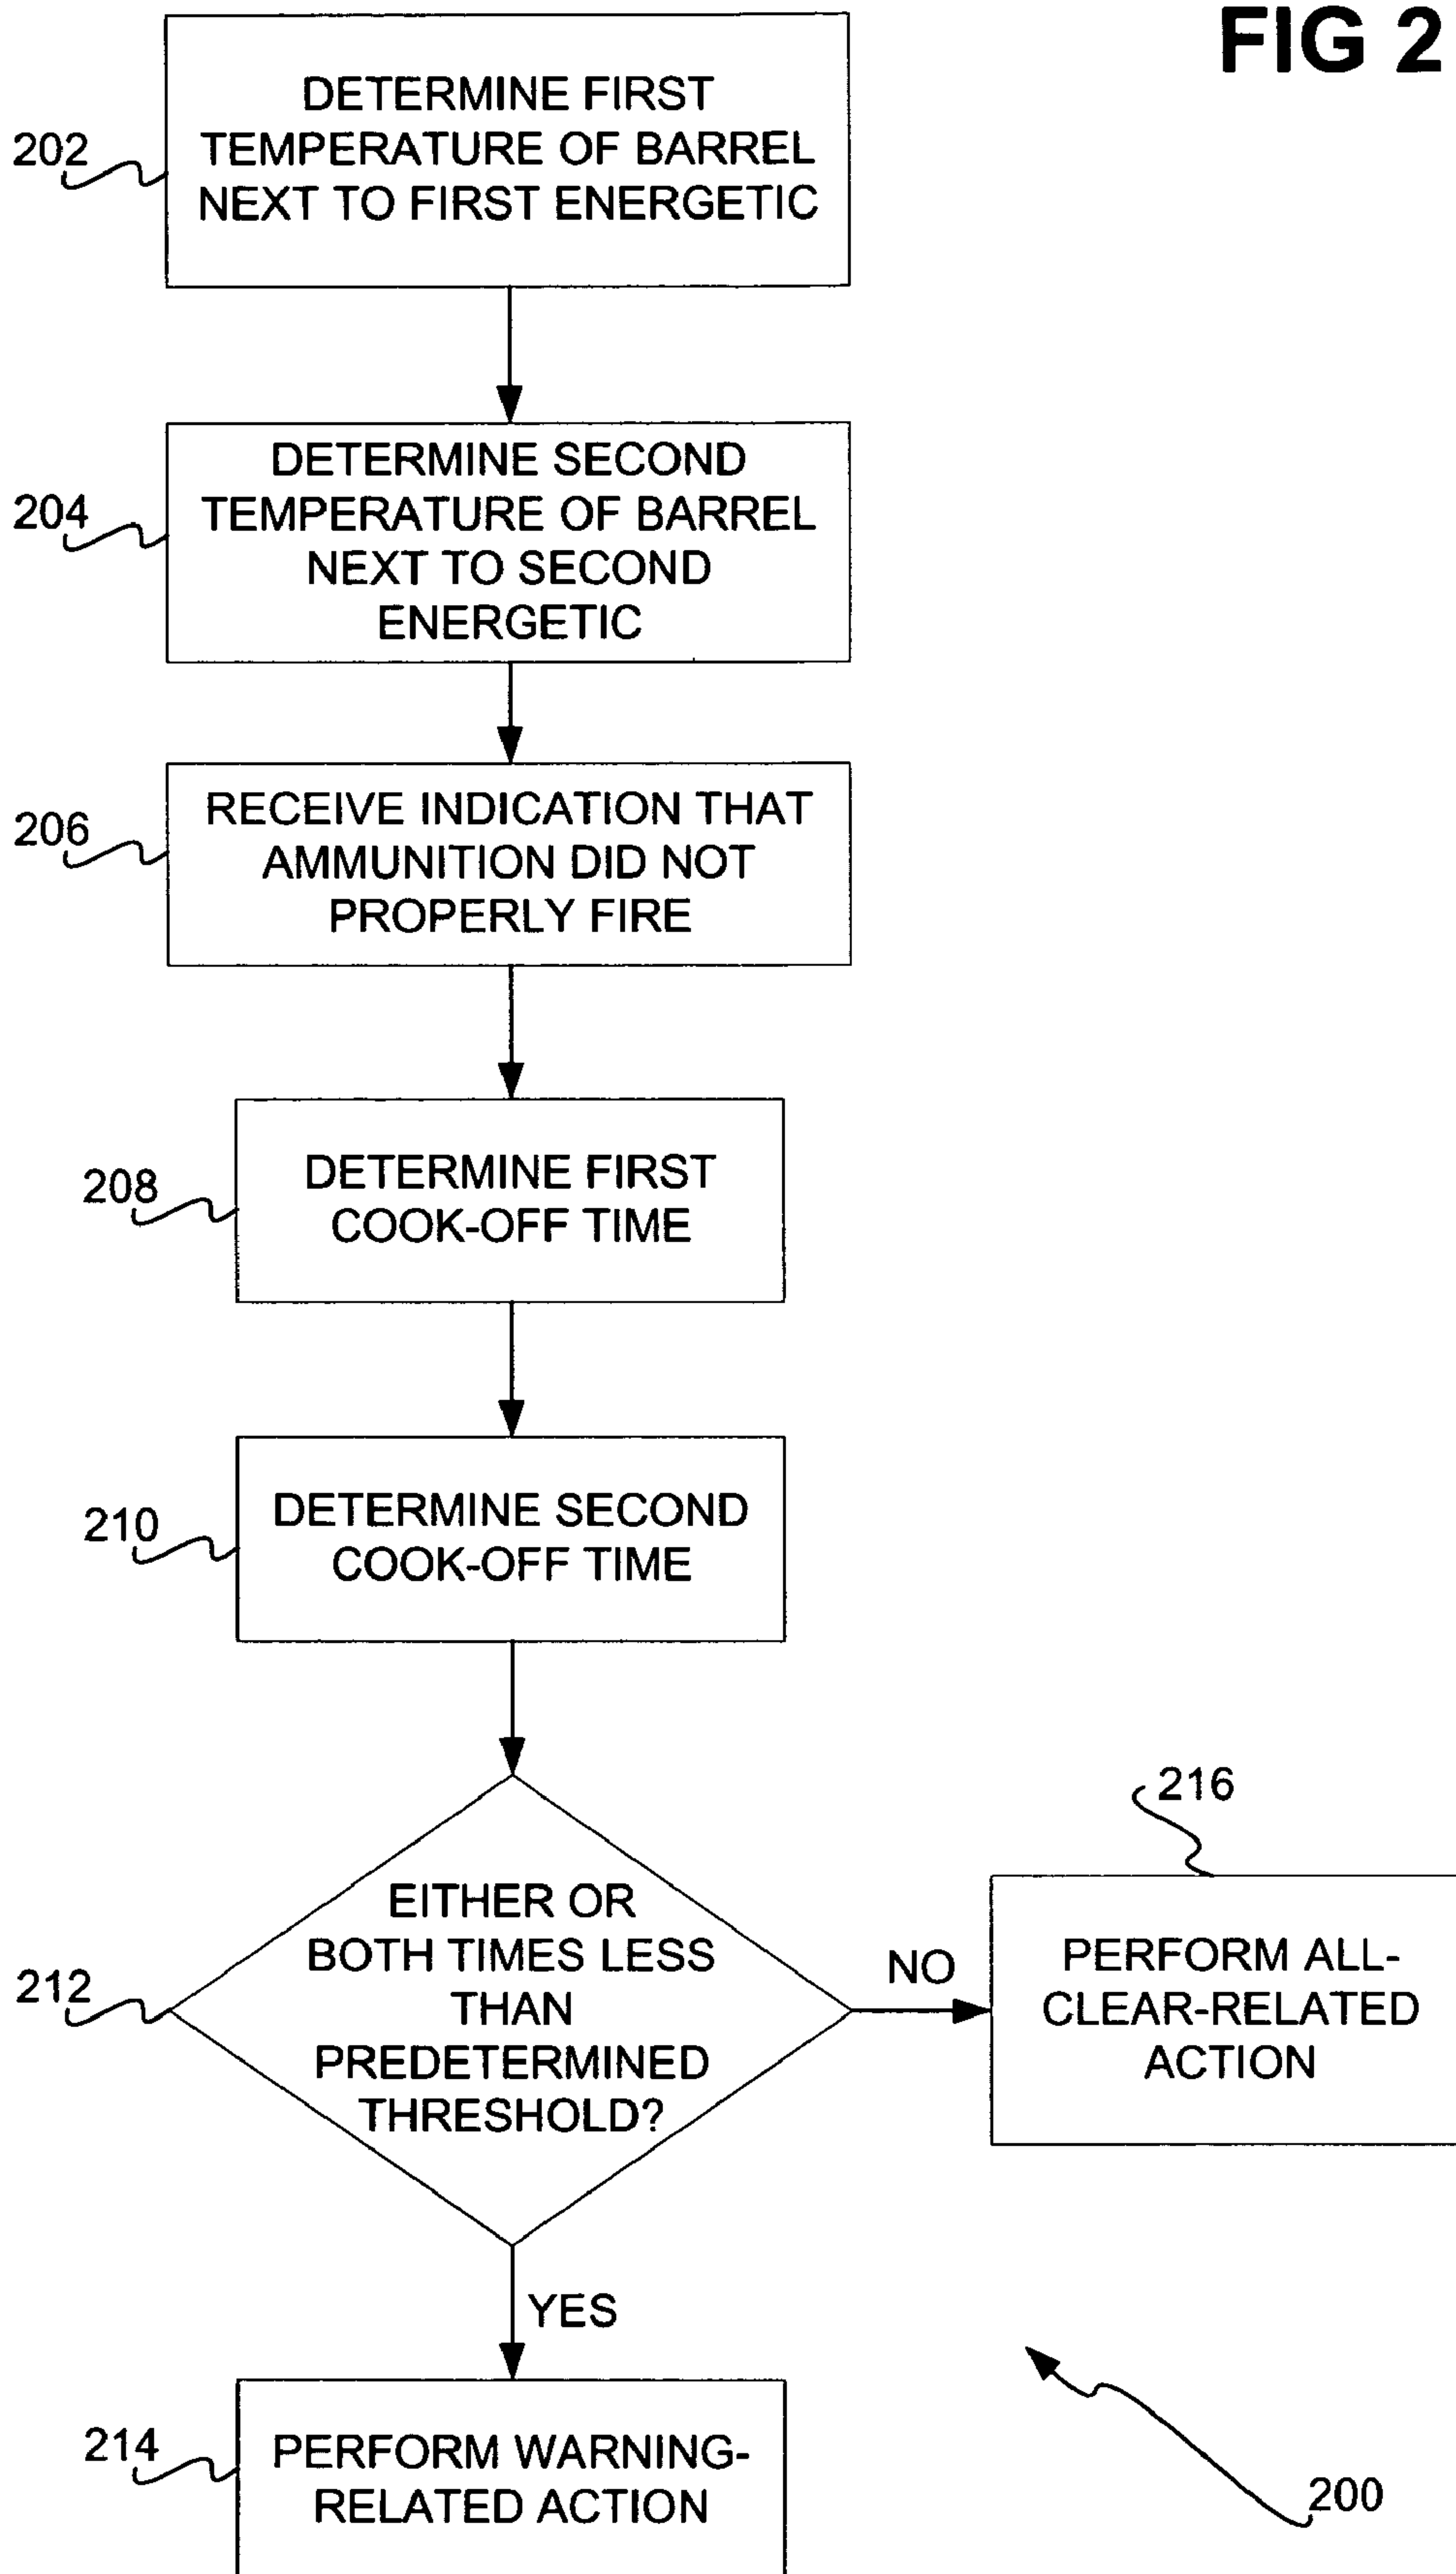 FIG 2
202
DETERMINE FIRST
TEMPERATURE OF BARREL
NEXT TO FIRST ENERGETIC
204
DETERMINE SECOND
TEMPERATURE OF BARREL
NEXT TO SECOND
ENERGETIC
206
RECEIVE INDICATION THAT
AMMUNITION DID NOT
PROPERLY FIRE
208
DETERMINE FIRST
COOK-OFF TIME
210
DETERMINE SECOND
COOK-OFF TIME
212
EITHER OR
BOTH TIMES LESS
THAN
PREDETERMINED
THRESHOLD?
NO
216
PERFORM ALL-
CLEAR-RELATED
ACTION
YES
214
PERFORM WARNING-
RELATED ACTION
200